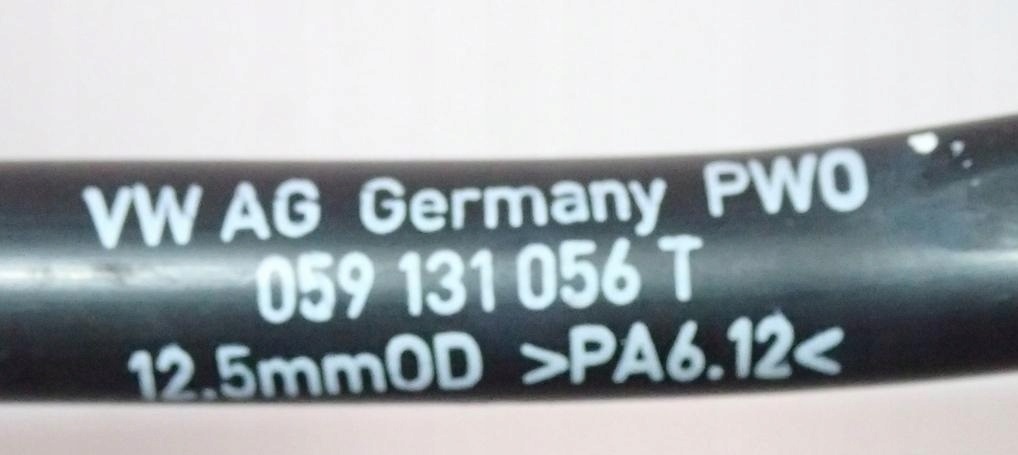 VW AG Germany PWO
059 131 056 T
12.5mmOD >PA6.12<